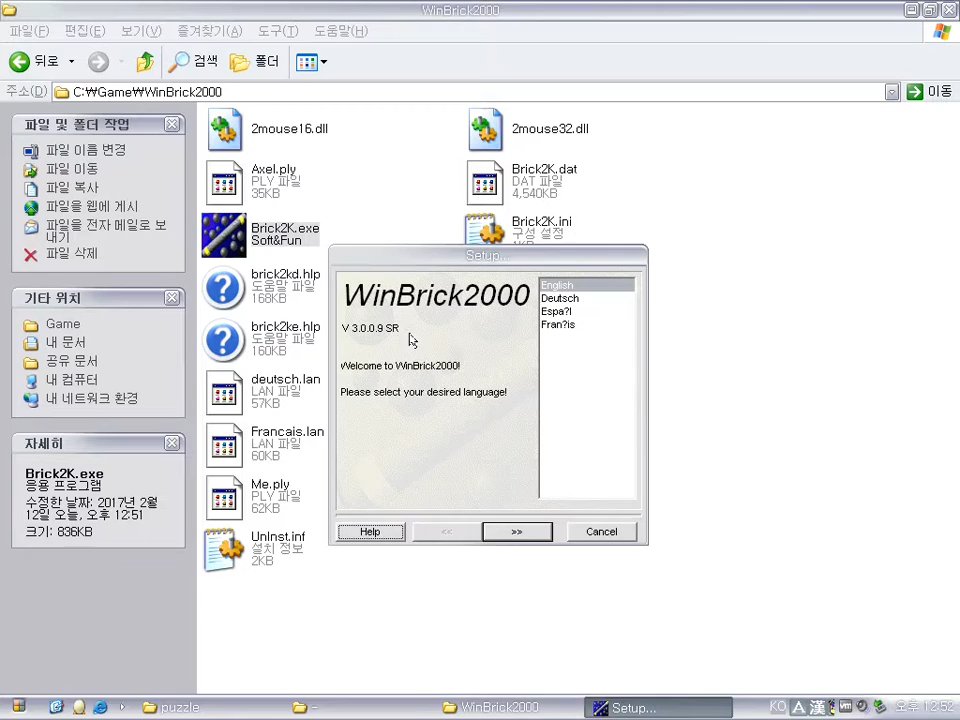 WinBrick2000
파일(F) 편집(E) 보기(V) 즐겨찾기(A) 도구(T) 도움말(H)
뒤로 검색 폴더
주소(D) C:₩Game₩WinBrick2000 이동
파일 및 폴더 작업
파일 이름 변경
파일 이동
파일 복사
파일을 웹에 게시
파일을 전자 메일로 보
내기
파일 삭제
기타 위치
Game
내 문서
공유 문서
내 컴퓨터
내 네트워크 환경
자세히
Brick2K.exe
응용 프로그램
수정한 날짜: 2017년 2월
12일 오늘, 오후 12:51
크기: 836KB
2mouse16.dll
2mouse32.dll
Axel.ply
PLY 파일
35KB
Brick2K.dat
DAT 파일
4,540KB
Brick2K.exe
Soft&Fun
Brick2K.ini
구성 설정
1KB
brick2kd.hlp
도움말 파일
168KB
brick2ke.hlp
도움말 파일
160KB
deutsch.lan
LAN 파일
57KB
Francais.lan
LAN 파일
60KB
Me.ply
PLY 파일
62KB
UnInst.inf
설치 정보
2KB
Setup...
WinBrick2000
V 3.0.0.9 SR
Welcome to WinBrick2000!
Please select your desired language!
English
Deutsch
Espa?l
Fran?is
Help << >> Cancel
puzzle - WinBrick2000 Setup... KO A 漢 오후 12:52